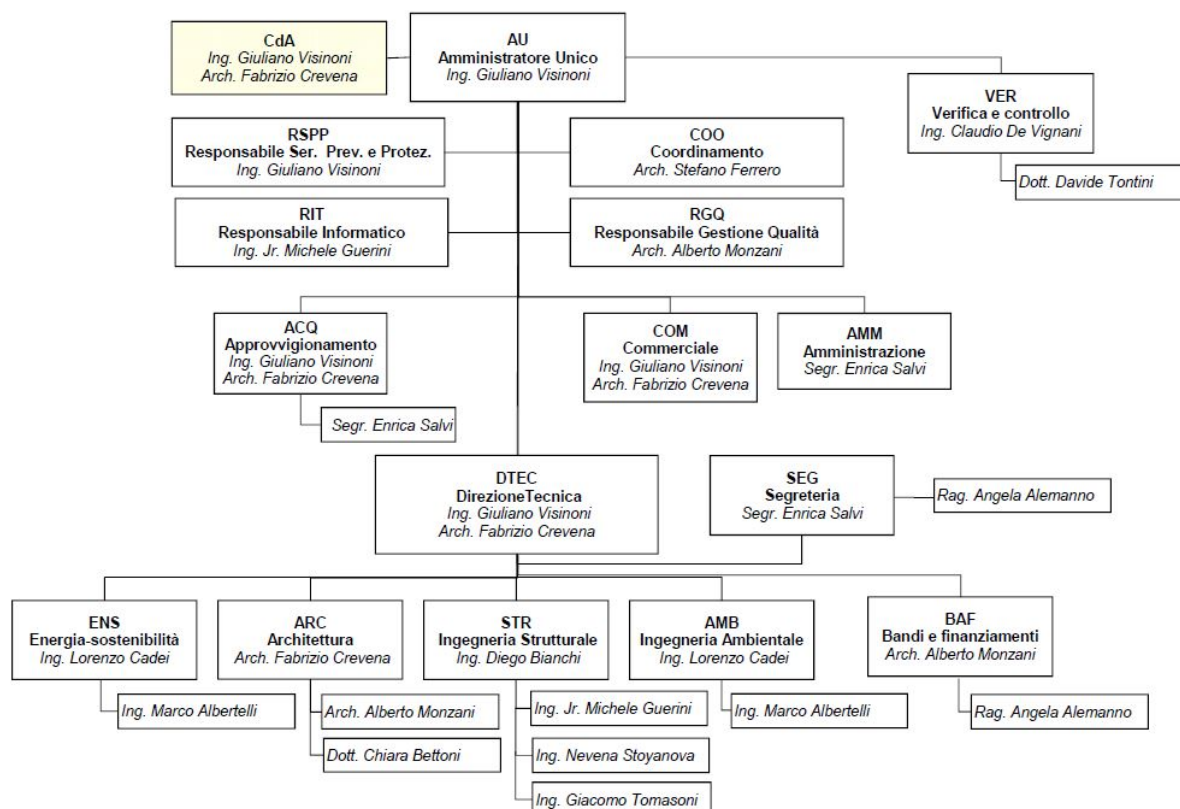 CdA
Ing. Giuliano Visinoni
Arch. Fabrizio Crevena
AU
Amministratore Unico
Ing. Giuliano Visinoni
VER
Verifica e controllo
Ing. Claudio De Vignani
Dott. Davide Tontini
RSPP
Responsabile Ser. Prev. e Protez.
Ing. Giuliano Visinoni
COO
Coordinamento
Arch. Stefano Ferrero
RIT
Responsabile Informatico
Ing. Jr. Michele Guerini
RGQ
Responsabile Gestione Qualità
Arch. Alberto Monzani
ACQ
Approvvigionamento
Ing. Giuliano Visinoni
Arch. Fabrizio Crevena
Segr. Enrica Salvi
COM
Commerciale
Ing. Giuliano Visinoni
Arch. Fabrizio Crevena
AMM
Amministrazione
Segr. Enrica Salvi
DTEC
DirezioneTecnica
Ing. Giuliano Visinoni
Arch. Fabrizio Crevena
SEG
Segreteria
Segr. Enrica Salvi
Rag. Angela Alemanno
ENS
Energia-sostenibilità
Ing. Lorenzo Cadei
Ing. Marco Albertelli
ARC
Architettura
Arch. Fabrizio Crevena
Arch. Alberto Monzani
Dott. Chiara Bettoni
STR
Ingegneria Strutturale
Ing. Diego Bianchi
Ing. Jr. Michele Guerini
Ing. Nevena Stoyanova
Ing. Giacomo Tomasoni
AMB
Ingegneria Ambientale
Ing. Lorenzo Cadei
Ing. Marco Albertelli
BAF
Bandi e finanziamenti
Arch. Alberto Monzani
Rag. Angela Alemanno